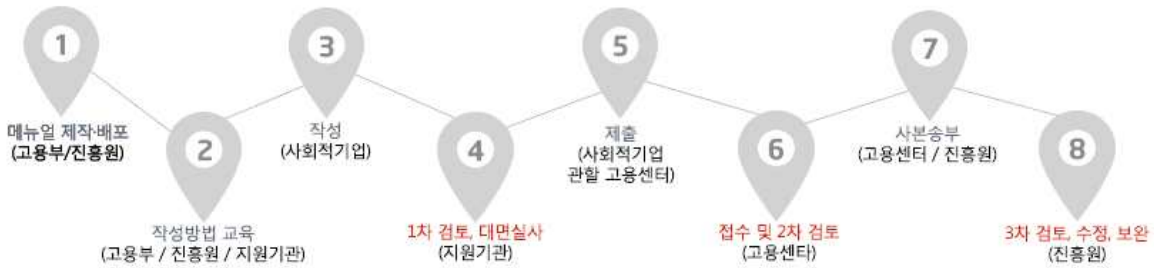 1
메뉴얼 제작·배포
(고용부/진흥원)
2
작성방법 교육
(고용부 / 진흥원 / 지원기관)
3
작성
(사회적기업)
4
1차 검토, 대면실사
(지원기관)
5
제출
(사회적기업
관할 고용센터)
6
접수 및 2차 검토
(고용센타)
7
사본송부
(고용센터 / 진흥원)
8
3차 검토, 수정, 보완
(진흥원)